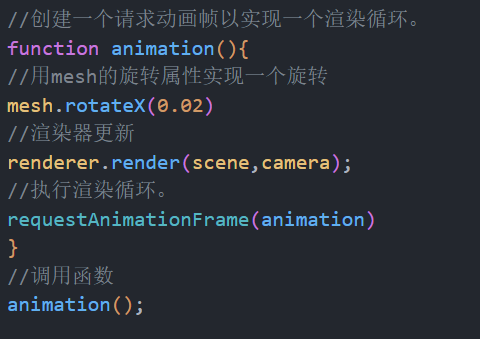 //创建一个请求动画帧以实现一个渲染循环。
function animation(){
//用mesh的旋转属性实现一个旋转
mesh.rotateX(0.02)
//渲染器更新
renderer.render(scene,camera);
//执行渲染循环。
requestAnimationFrame(animation)
}
//调用函数
animation();